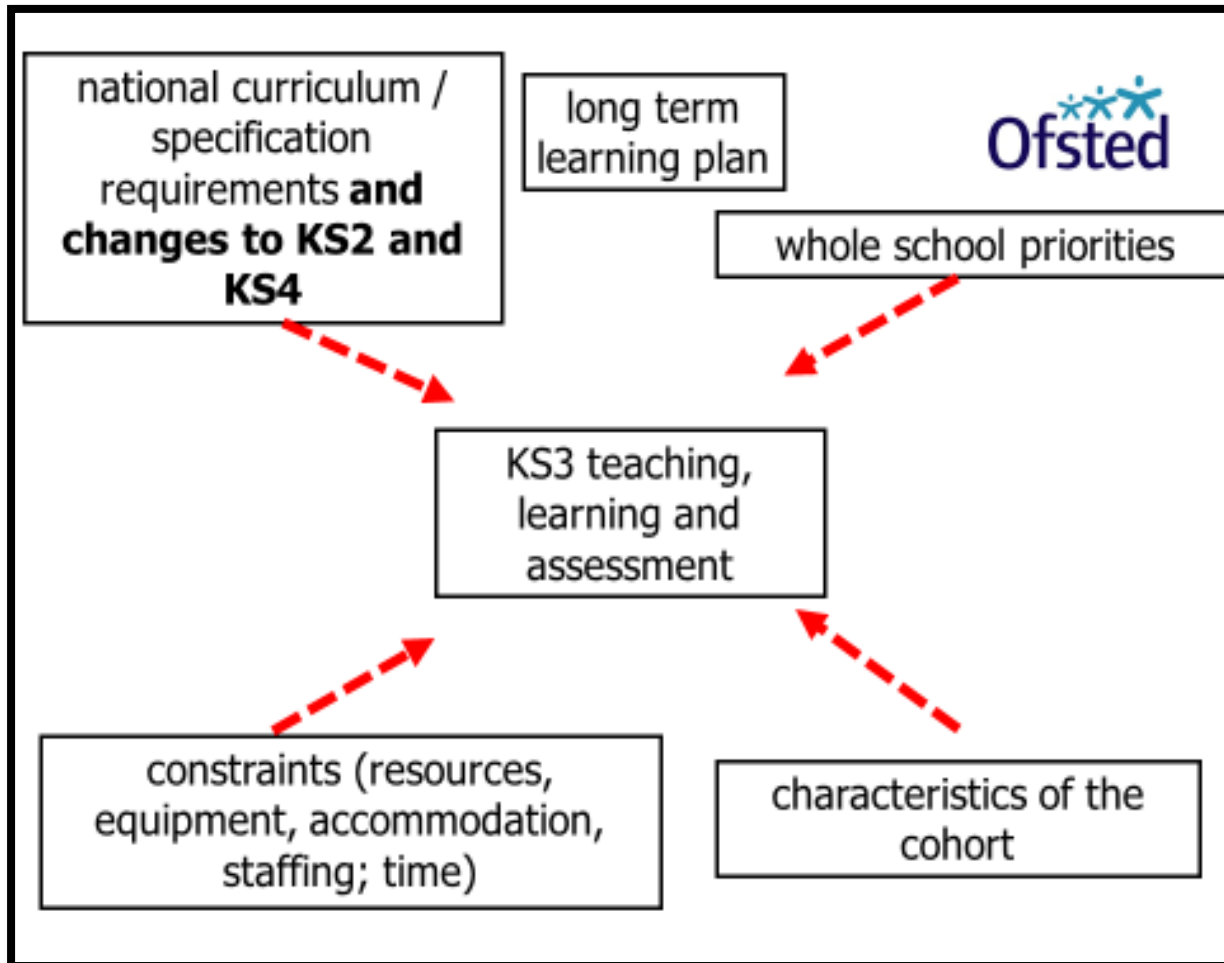 national curriculum /
specification
requirements and
changes to KS2 and
KS4
long term
learning plan
Ofsted
whole school priorities
KS3 teaching,
learning and
assessment
constraints (resources,
equipment, accommodation,
staffing; time)
characteristics of the
cohort